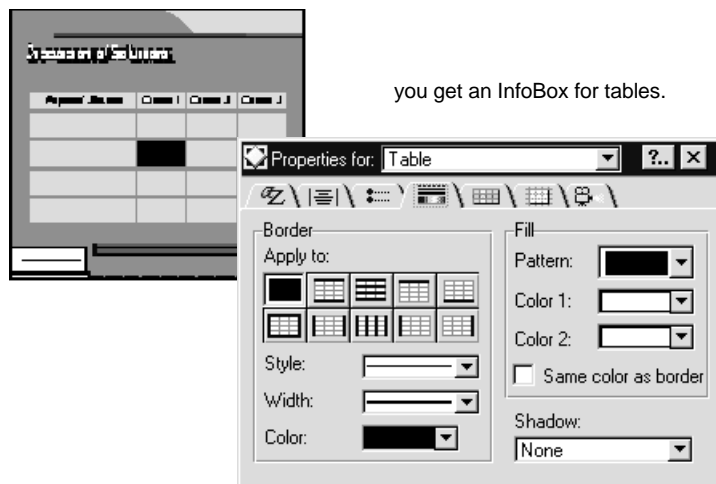 you get an InfoBox for tables.
Properties for: Table
?..
Border
Apply to:
Style:
Width:
Color:
Fill
Pattern:
Color 1:
Color 2:
Same color as border
Shadow:
None